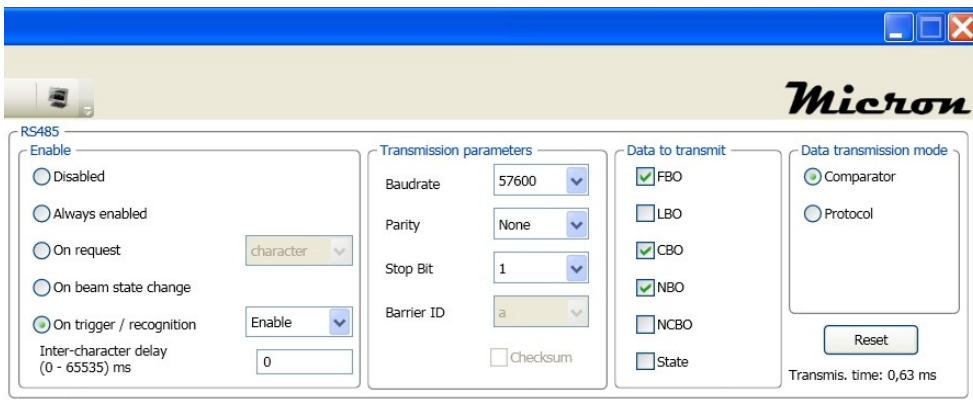 Micron
RS485
Enable
Disabled
Always enabled
On request character
On beam state change
On trigger / recognition Enable
Inter-character delay
(0 - 65535) ms 0
Transmission parameters
Baudrate 57600
Parity None
Stop Bit 1
Barrier ID a
Checksum
Data to transmit
FBO
LBO
CBO
NBO
NCBO
State
Data transmission mode
Comparator
Protocol
Reset
Transmis. time: 0,63 ms